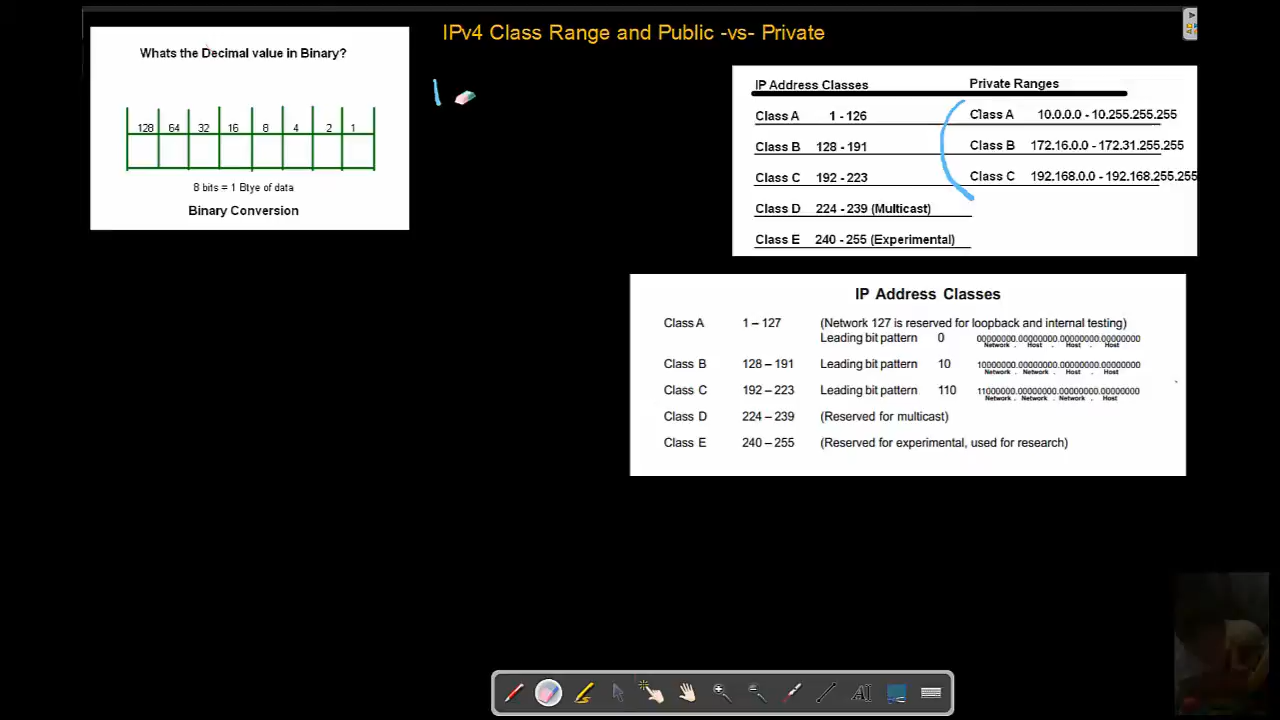 IPv4 Class Range and Public -vs- Private
Whats the Decimal value in Binary?
128 64 32 16 8 4 2 1
8 bits = 1 Btye of data
Binary Conversion
IP Address Classes Private Ranges
Class A 1 - 126 Class A 10.0.0.0 - 10.255.255.255
Class B 128 - 191 Class B 172.16.0.0 - 172.31.255.255
Class C 192 - 223 Class C 192.168.0.0 - 192.168.255.255
Class D 224 - 239 (Multicast)
Class E 240 - 255 (Experimental)
IP Address Classes
Class A 1 – 127 (Network 127 is reserved for loopback and internal testing)
Leading bit pattern 0 00000000.00000000.00000000.00000000
Network . Host . Host . Host
Class B 128 – 191 Leading bit pattern 10 10000000.00000000.00000000.00000000
Network . Network . Host . Host
Class C 192 – 223 Leading bit pattern 110 11000000.00000000.00000000.00000000
Network . Network . Network . Host
Class D 224 – 239 (Reserved for multicast)
Class E 240 – 255 (Reserved for experimental, used for research)
AI